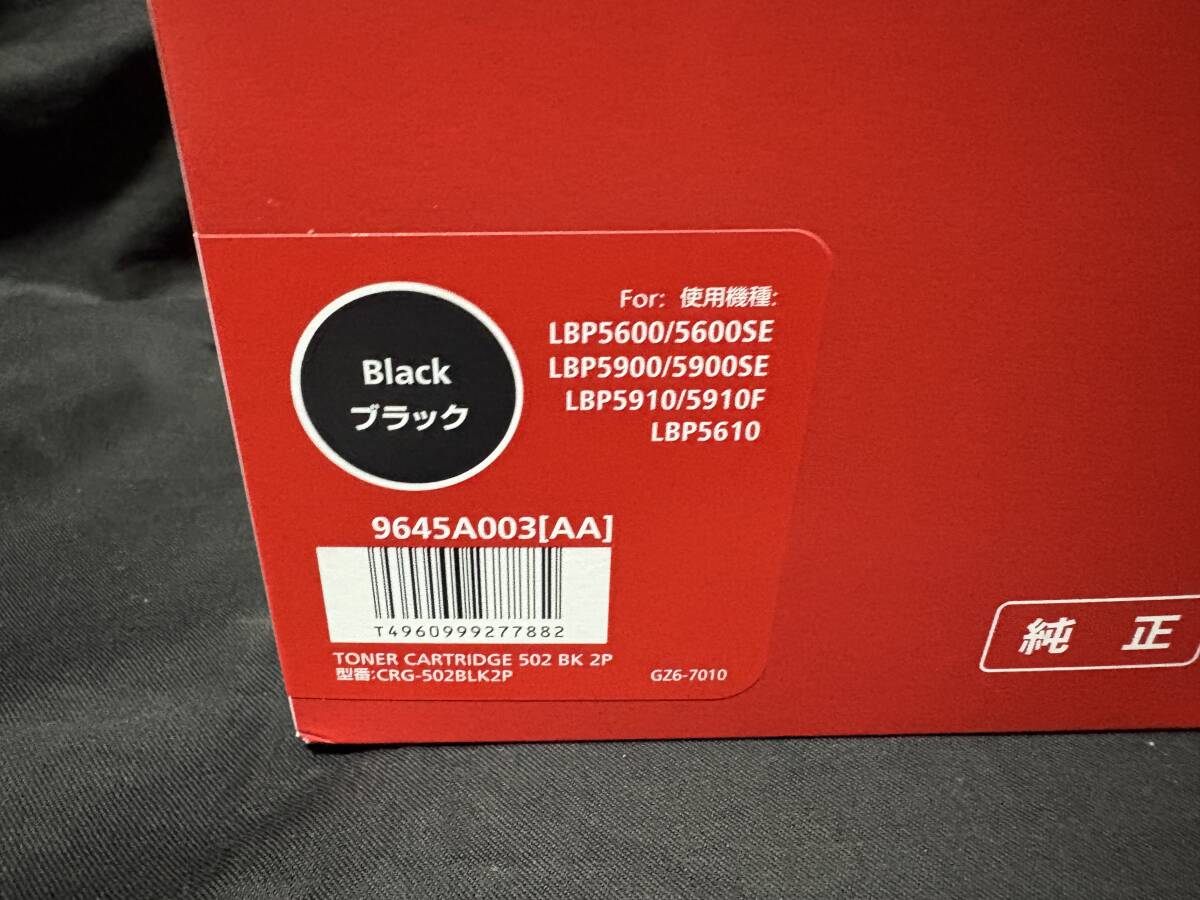 Black
ブラック
For: 使用機種:
LBP5600/5600SE
LBP5900/5900SE
LBP5910/5910F
LBP5610
9645A003[AA]
T4960999277882
TONER CARTRIDGE 502 BK 2P
型番:CRG-502BLK2P
GZ6-7010
純 正